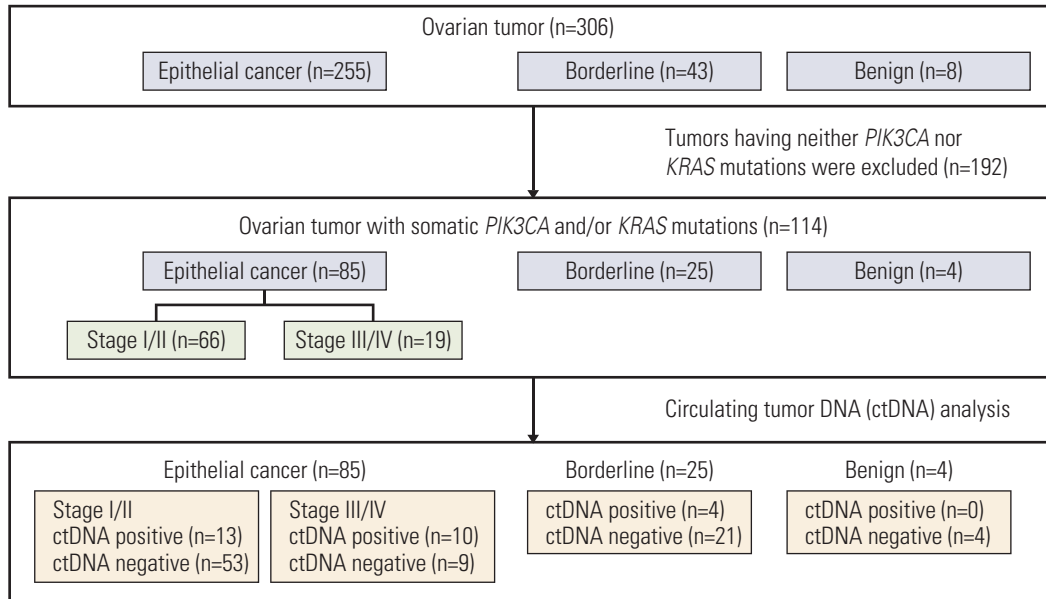 Ovarian tumor (n=306)
Epithelial cancer (n=255)
Borderline (n=43)
Benign (n=8)
Tumors having neither PIK3CA nor
KRAS mutations were excluded (n=192)
Ovarian tumor with somatic PIK3CA and/or KRAS mutations (n=114)
Epithelial cancer (n=85)
Borderline (n=25)
Benign (n=4)
Stage I/II (n=66)
Stage III/IV (n=19)
Circulating tumor DNA (ctDNA) analysis
Epithelial cancer (n=85)
Stage I/II
ctDNA positive (n=13)
ctDNA negative (n=53)
Stage III/IV
ctDNA positive (n=10)
ctDNA negative (n=9)
Borderline (n=25)
ctDNA positive (n=4)
ctDNA negative (n=21)
Benign (n=4)
ctDNA positive (n=0)
ctDNA negative (n=4)